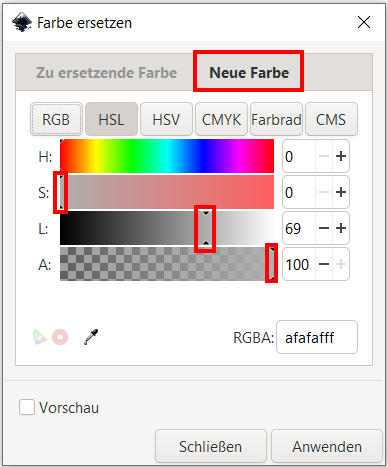 Farbe ersetzen
Zu ersetzende Farbe Neue Farbe
RGB HSL HSV CMYK Farbrad CMS
H: 0 − +
S: 0 − +
L: 69 − +
A: 100 − +
RGBA: afafafff
Vorschau
Schließen Anwenden